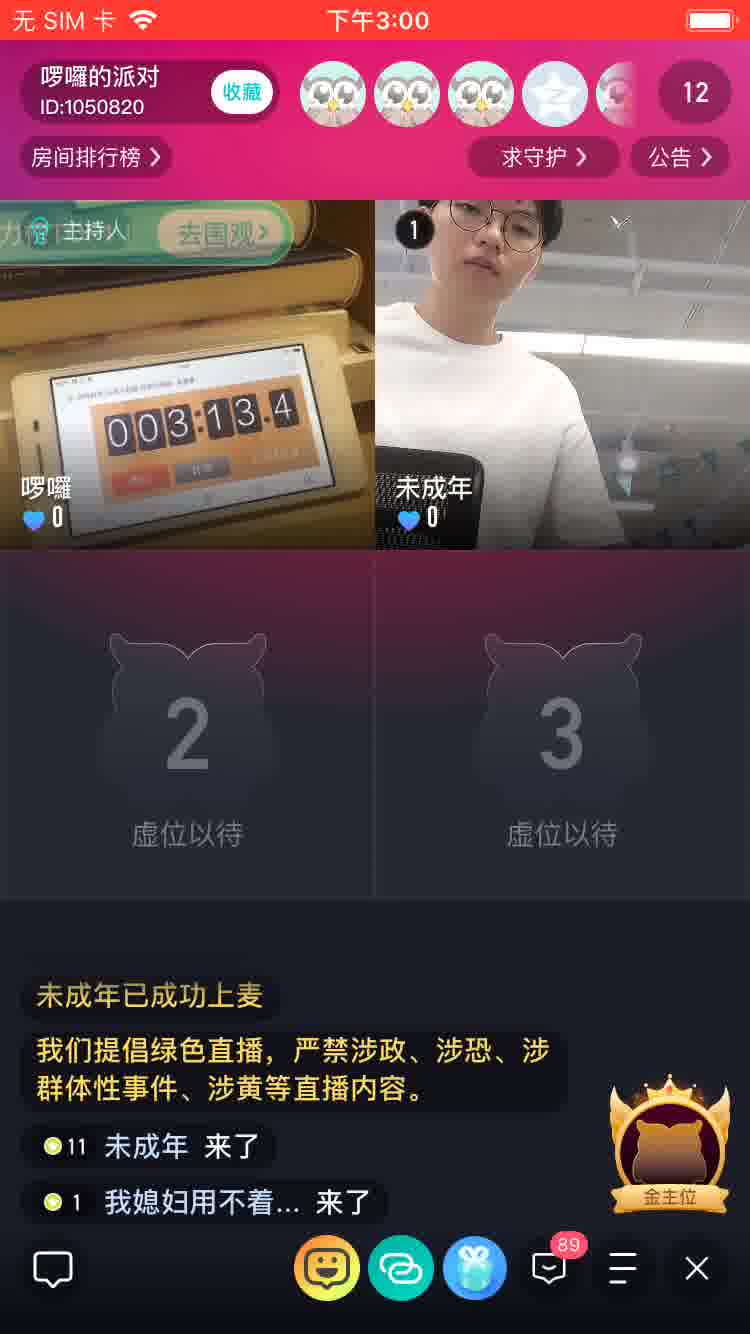 无 SIM 卡
下午3:00
啰囉的派对
ID:1050820
收藏
12
房间排行榜
求守护
公告
主持人
去围观
1
003:13.4
啰囉
0
未成年
0
2
3
虚位以待
虚位以待
未成年已成功上麦
我们提倡绿色直播，严禁涉政、涉恐、涉
群体性事件、涉黄等直播内容。
11 未成年 来了
1 我媳妇用不着... 来了
金主位
89